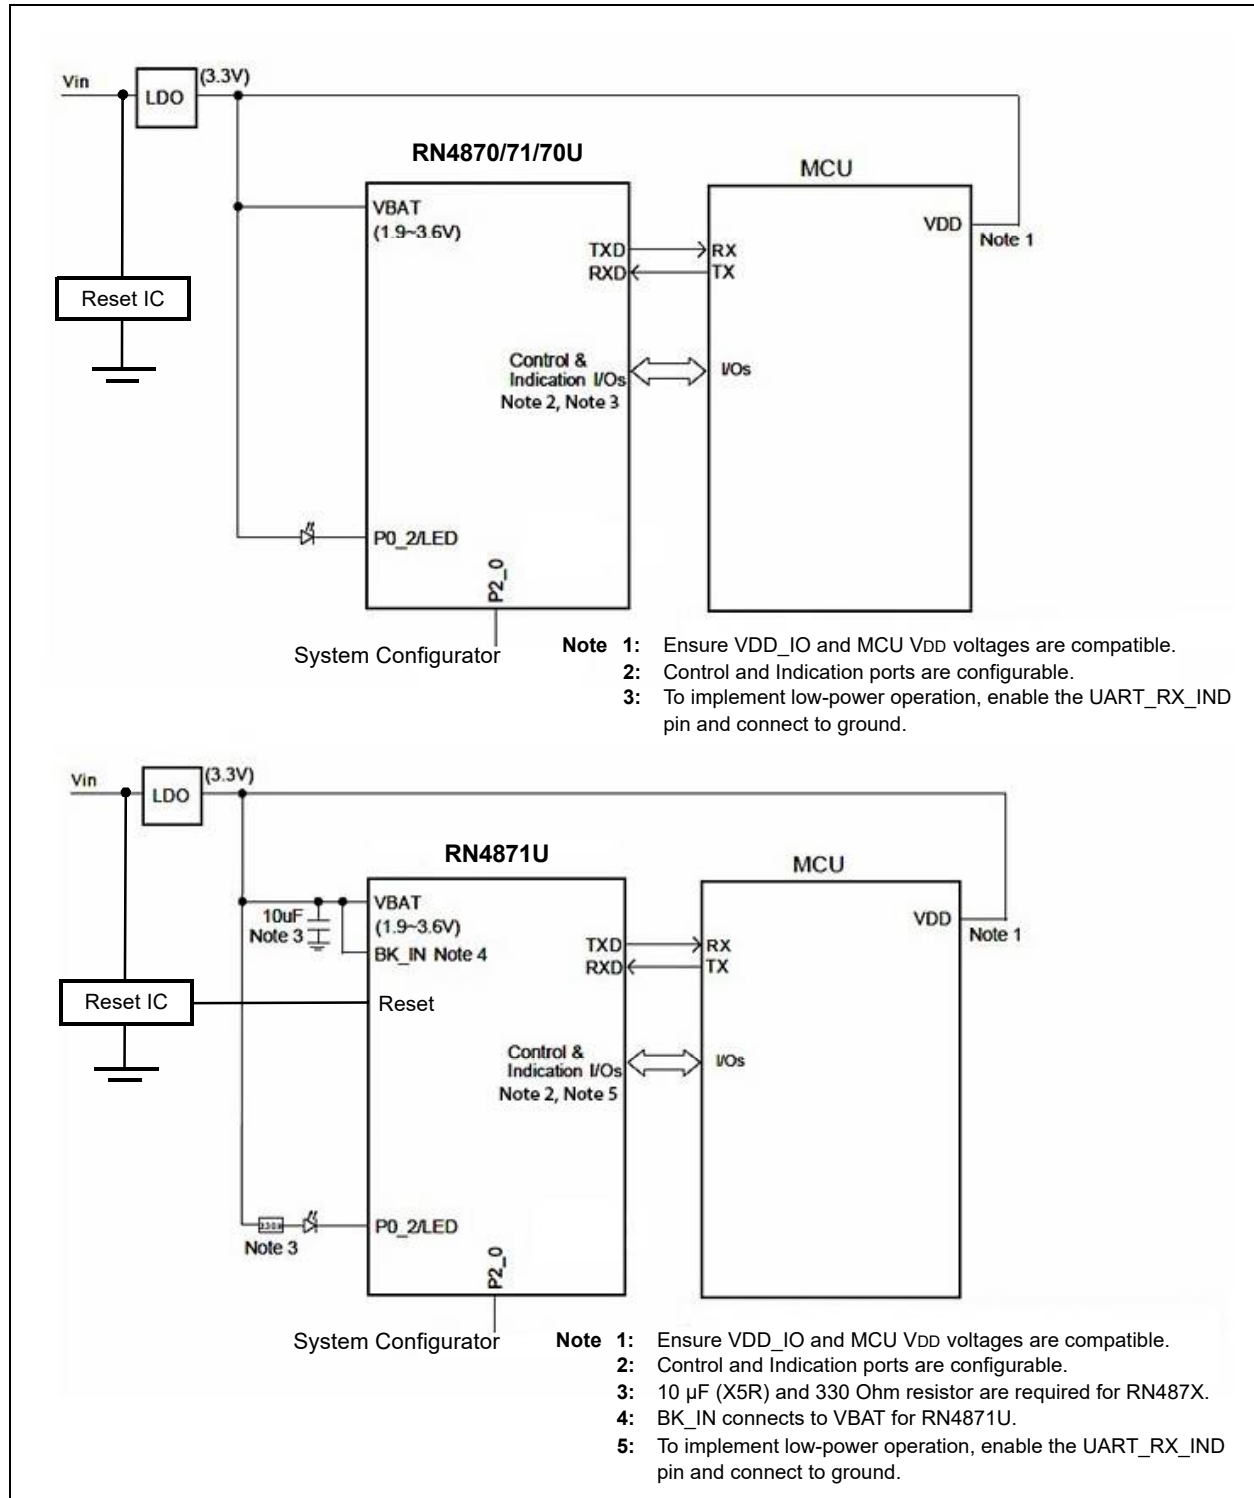 Vin
LDO
(3.3V)
RN4870/71/70U
MCU
VBAT
(1.9~3.6V)
VDD
Note 1
TXD
RX
RXD
TX
Reset IC
Control &
Indication I/Os
Note 2, Note 3
I/Os
P0_2/LED
P2_0
System Configurator
Note 1: Ensure VDD_IO and MCU VDD voltages are compatible.
2: Control and Indication ports are configurable.
3: To implement low-power operation, enable the UART_RX_IND
pin and connect to ground.
Vin
LDO
(3.3V)
RN4871U
MCU
VBAT
(1.9~3.6V)
10uF
Note 3
BK_IN Note 4
VDD
Note 1
TXD
RX
RXD
TX
Reset IC
Reset
Control &
Indication I/Os
Note 2, Note 5
I/Os
P0_2/LED
Note 3
P2_0
System Configurator
Note 1: Ensure VDD_IO and MCU VDD voltages are compatible.
2: Control and Indication ports are configurable.
3: 10 µF (X5R) and 330 Ohm resistor are required for RN487X.
4: BK_IN connects to VBAT for RN4871U.
5: To implement low-power operation, enable the UART_RX_IND
pin and connect to ground.